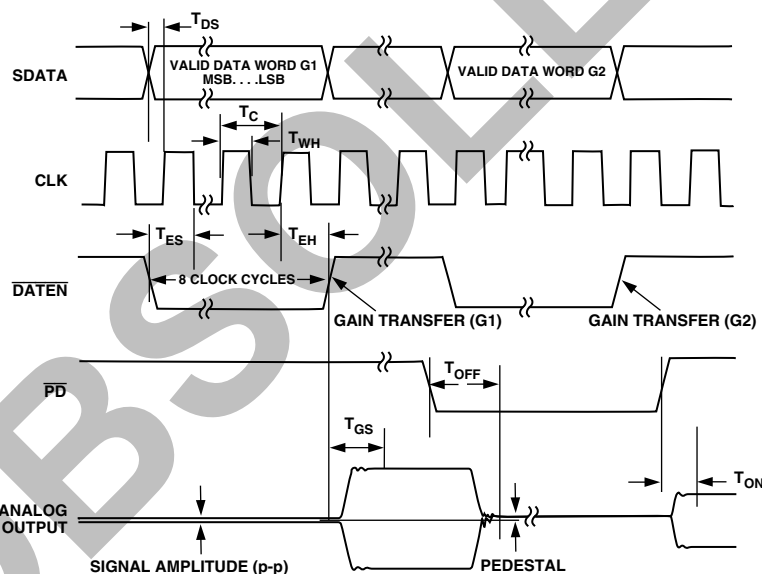 T_DS
SDATA
VALID DATA WORD G1
MSB. . . .LSB
VALID DATA WORD G2
T_C
T_WH
CLK
T_ES
T_EH
DATEN
8 CLOCK CYCLES
GAIN TRANSFER (G1)
GAIN TRANSFER (G2)
PD
T_OFF
T_GS
T_ON
ANALOG
OUTPUT
SIGNAL AMPLITUDE (p-p)
PEDESTAL
OBSOLE